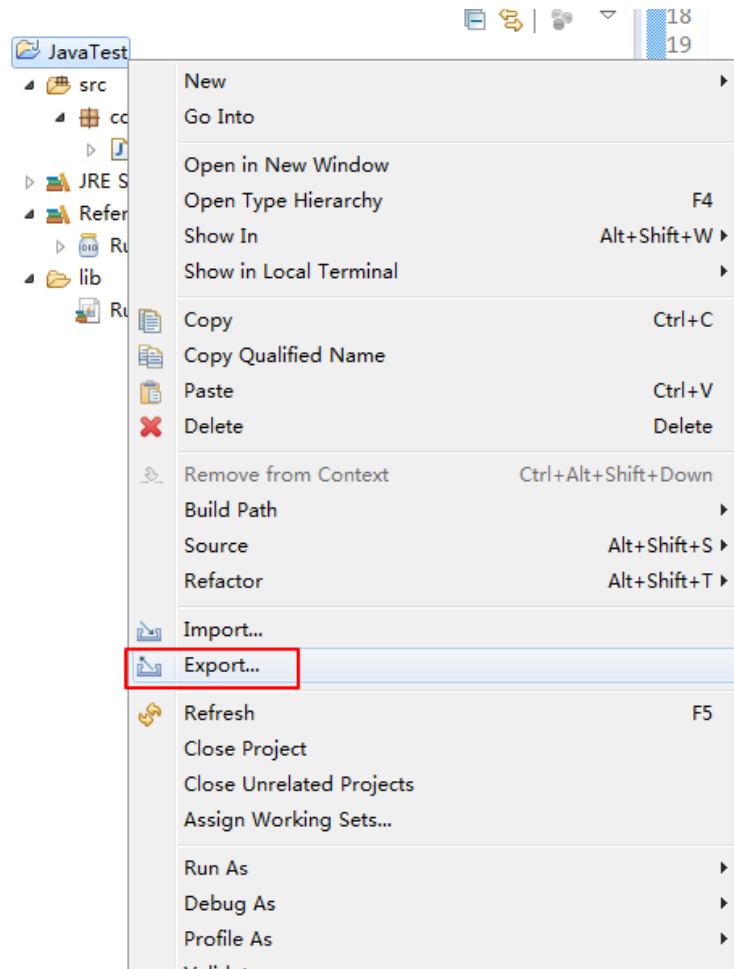 18
19
JavaTest
src
JRE S
Refer
lib
New
Go Into
Open in New Window
Open Type Hierarchy F4
Show In Alt+Shift+W
Show in Local Terminal
Copy Ctrl+C
Copy Qualified Name
Paste Ctrl+V
Delete Delete
Remove from Context Ctrl+Alt+Shift+Down
Build Path
Source Alt+Shift+S
Refactor Alt+Shift+T
Import...
Export...
Refresh F5
Close Project
Close Unrelated Projects
Assign Working Sets...
Run As
Debug As
Profile As